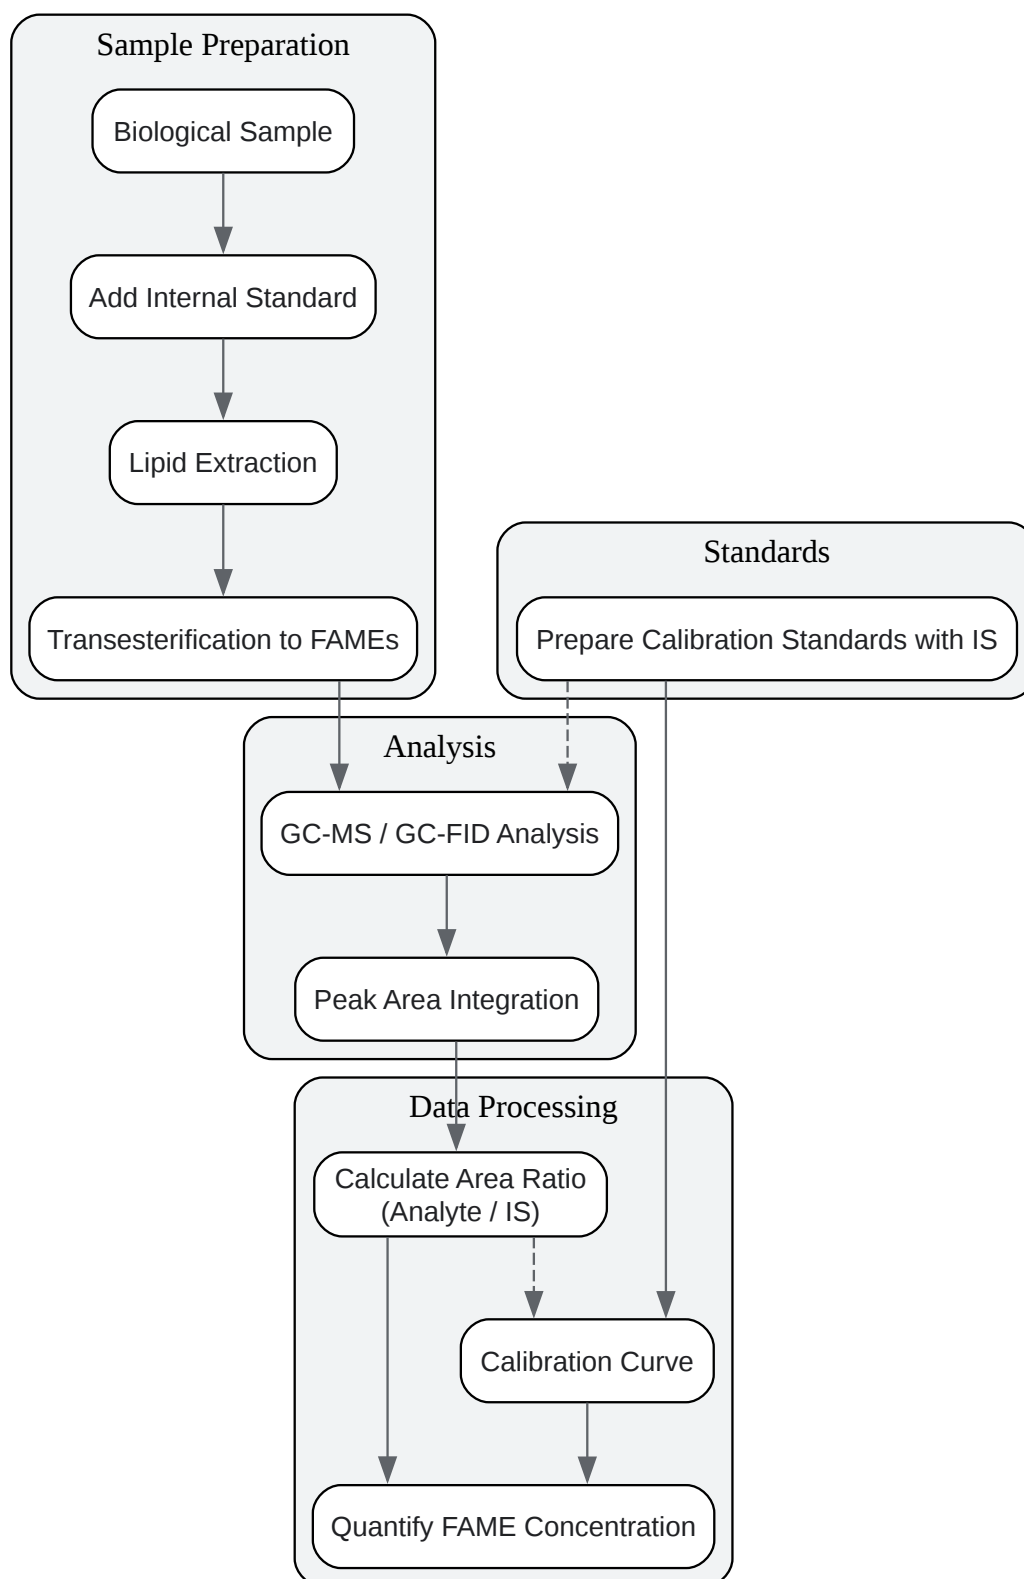 Sample Preparation
Biological Sample
Add Internal Standard
Lipid Extraction
Transesterification to FAMEs
Standards
Prepare Calibration Standards with IS
Analysis
GC-MS / GC-FID Analysis
Peak Area Integration
Data Processing
Calculate Area Ratio
(Analyte / IS)
Calibration Curve
Quantify FAME Concentration